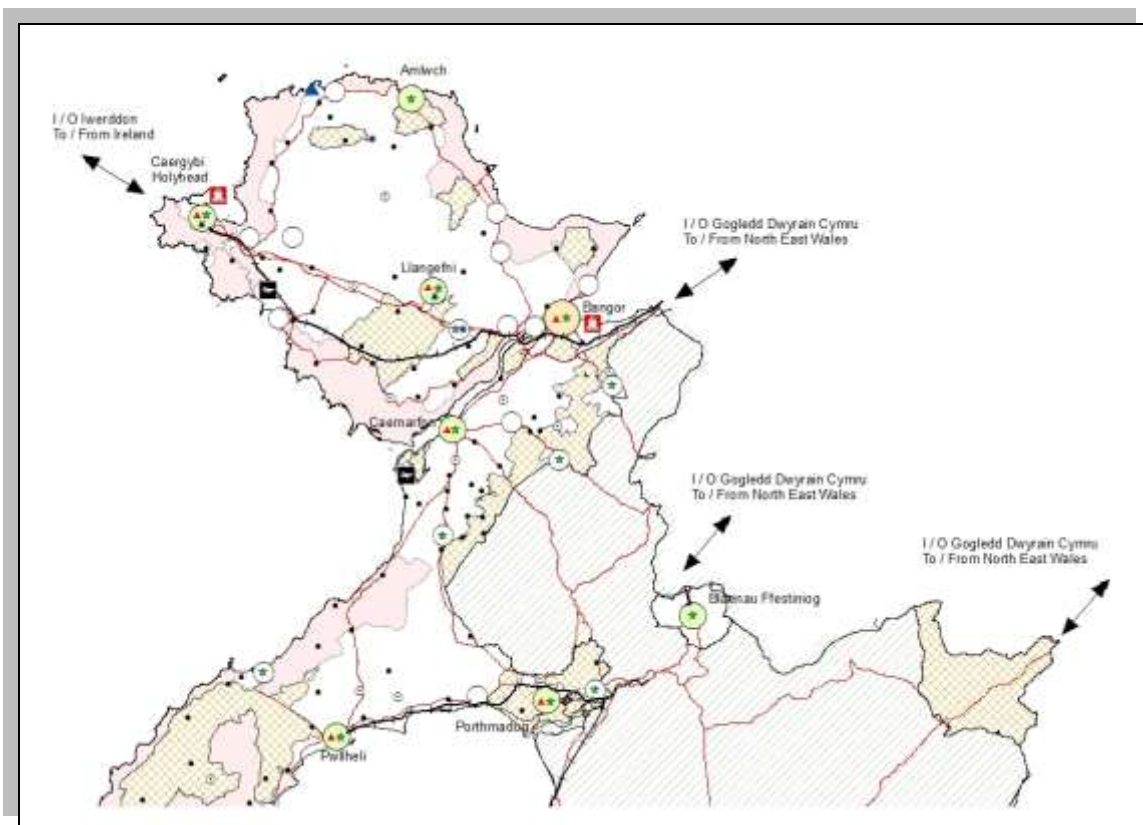 Amlwch
I / O Iwerddon
To / From Ireland
Caergybi
Holyhead
I / O Gogledd Dwyrain Cymru
To / From North East Wales
Llangefni
Bangor
Caernarfon
I / O Gogledd Dwyrain Cymru
To / From North East Wales
I / O Gogledd Dwyrain Cymru
To / From North East Wales
Blaenau Ffestiniog
Porthmadog
Pwllheli